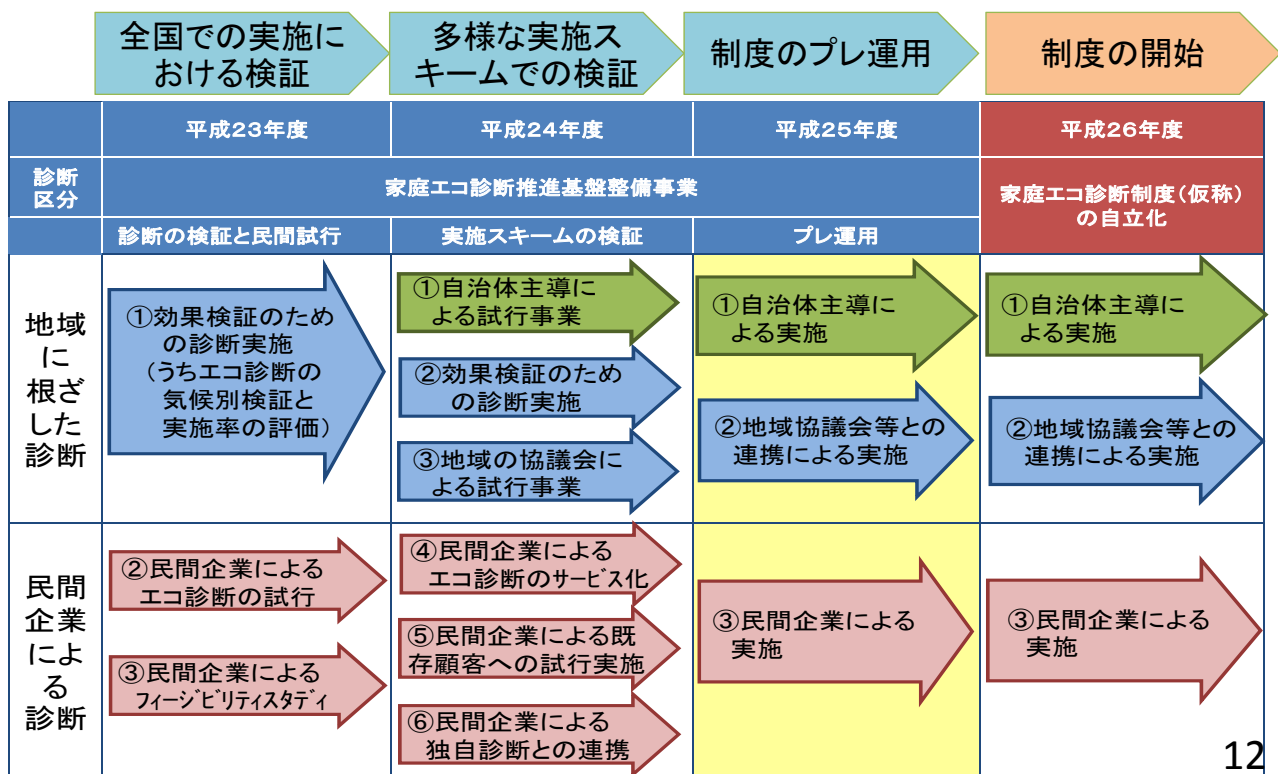 全国での実施に
おける検証
多様な実施ス
キームでの検証
制度のプレ運用
制度の開始
平成23年度
平成24年度
平成25年度
平成26年度
診断
区分
家庭エコ診断推進基盤整備事業
家庭エコ診断制度(仮称)
の自立化
診断の検証と民間試行
実施スキームの検証
プレ運用
地域
に
根ざ
した
診断
①効果検証のため
の診断実施
(うちエコ診断の
気候別検証と
実施率の評価)
①自治体主導に
よる試行事業
②効果検証のため
の診断実施
③地域の協議会に
よる試行事業
①自治体主導に
よる実施
②地域協議会等との
連携による実施
①自治体主導に
よる実施
②地域協議会等との
連携による実施
民間
企業
によ
る
診断
②民間企業による
エコ診断の試行
③民間企業による
フィージビリティスタディ
④民間企業による
エコ診断のサービス化
⑤民間企業による既
存顧客への試行実施
⑥民間企業による
独自診断との連携
③民間企業による
実施
③民間企業による
実施
12